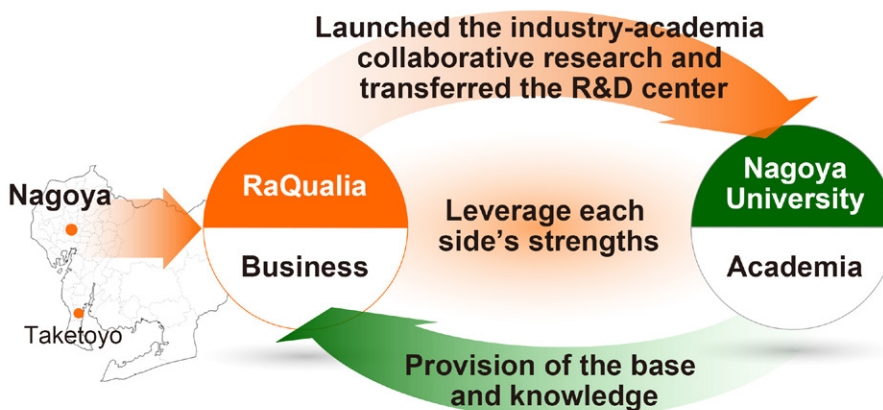 Launched the industry-academia
collaborative research and
transferred the R&D center
Nagoya
Taketoyo
RaQualia
Business
Leverage each
side's strengths
Nagoya
University
Academia
Provision of the base
and knowledge